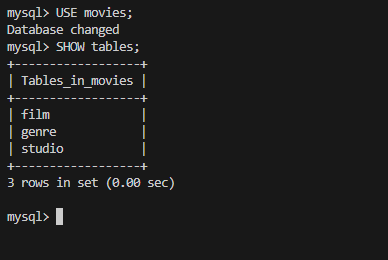 mysql> USE movies;
Database changed
mysql> SHOW tables;
+------------------+
| Tables_in_movies |
+------------------+
| film             |
| genre            |
| studio           |
+------------------+
3 rows in set (0.00 sec)
mysql>